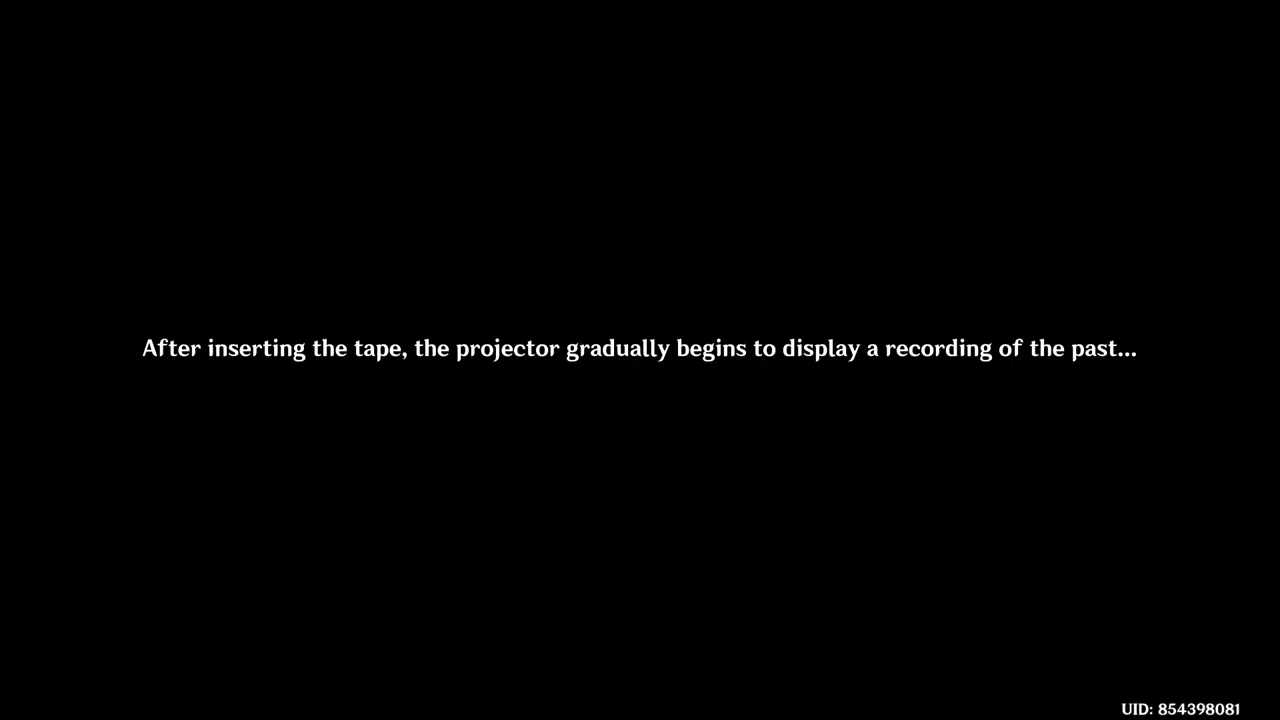 After inserting the tape, the projector gradually begins to display a recording of the past...
UID: 854398081